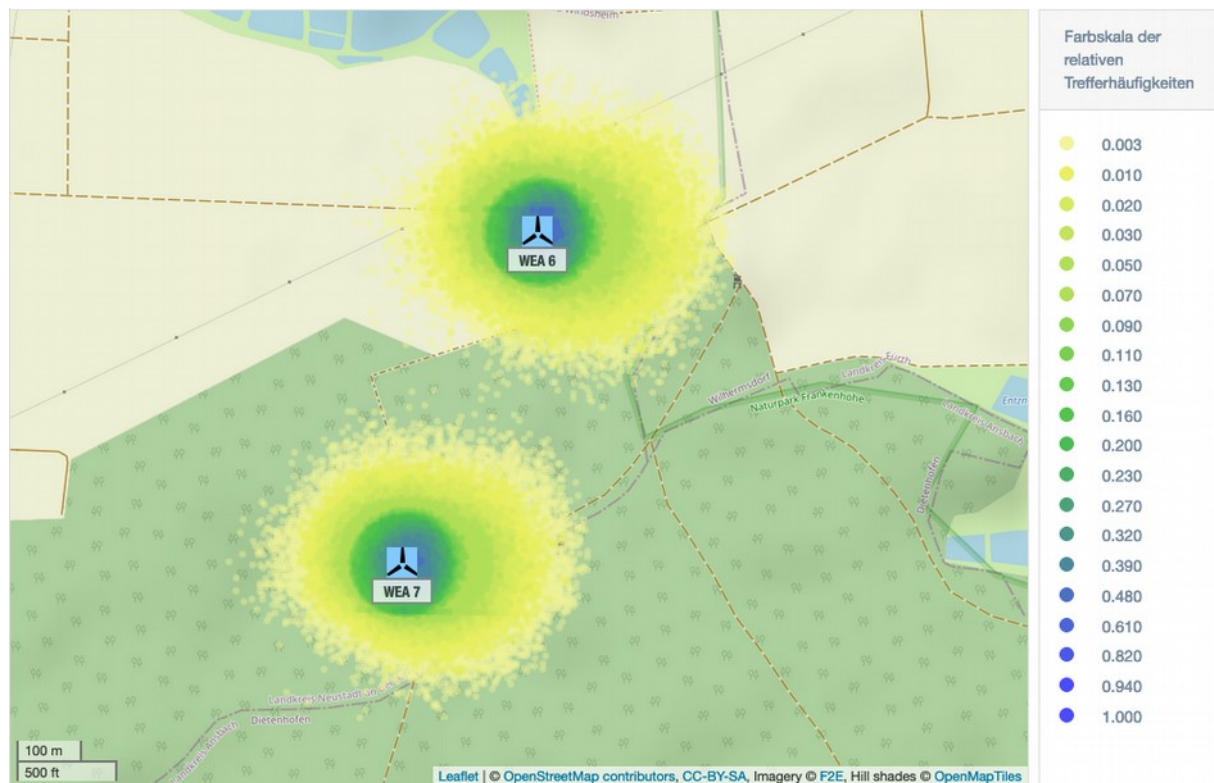 Windsheim
Farbskala der
relativen
Trefferhäufigkeiten
0.003
0.010
0.020
0.030
0.050
0.070
0.090
0.110
0.130
0.160
0.200
0.230
0.270
0.320
0.390
0.480
0.610
0.820
0.940
1.000
WEA 6
Landkreis Fürth
Wilhermsdorf
Naturpark Frankenhöhe
Landkreis Ansbach
Dietenhofen
WEA 7
Landkreis Neustadt an
Dietenhofen
Landkreis Ansbach
100 m
500 ft
Leaflet | © OpenStreetMap contributors, CC-BY-SA, Imagery © F2E, Hill shades © OpenMapTiles